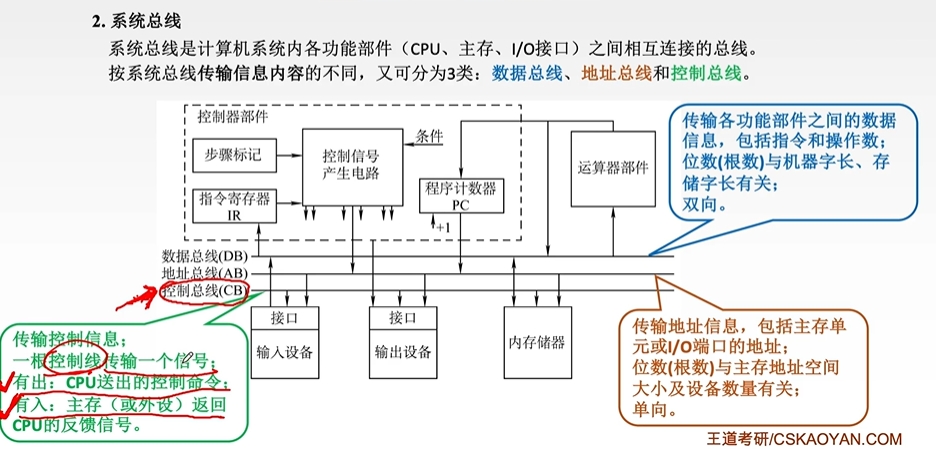 2. 系统总线
系统总线是计算机系统内各功能部件（CPU、主存、I/O接口）之间相互连接的总线。
按系统总线传输信息内容的不同，又可分为3类：数据总线、地址总线和控制总线。
控制器部件
步骤标记
指令寄存器
IR
控制信号
产生电路
条件
程序计数器
PC
+1
运算器部件
数据总线(DB)
地址总线(AB)
控制总线(CB)
接口
输入设备
接口
输出设备
内存储器
传输各功能部件之间的数据
信息，包括指令和操作数；
位数(根数)与机器字长、存
储字长有关；
双向。
传输控制信息；
一根控制线传输一个信号；
有出：CPU送出的控制命令；
有入：主存（或外设）返回
CPU的反馈信号。
传输地址信息，包括主存单
元或I/O端口的地址；
位数(根数)与主存地址空间
大小及设备数量有关；
单向。
王道考研/CSKAOYAN.COM